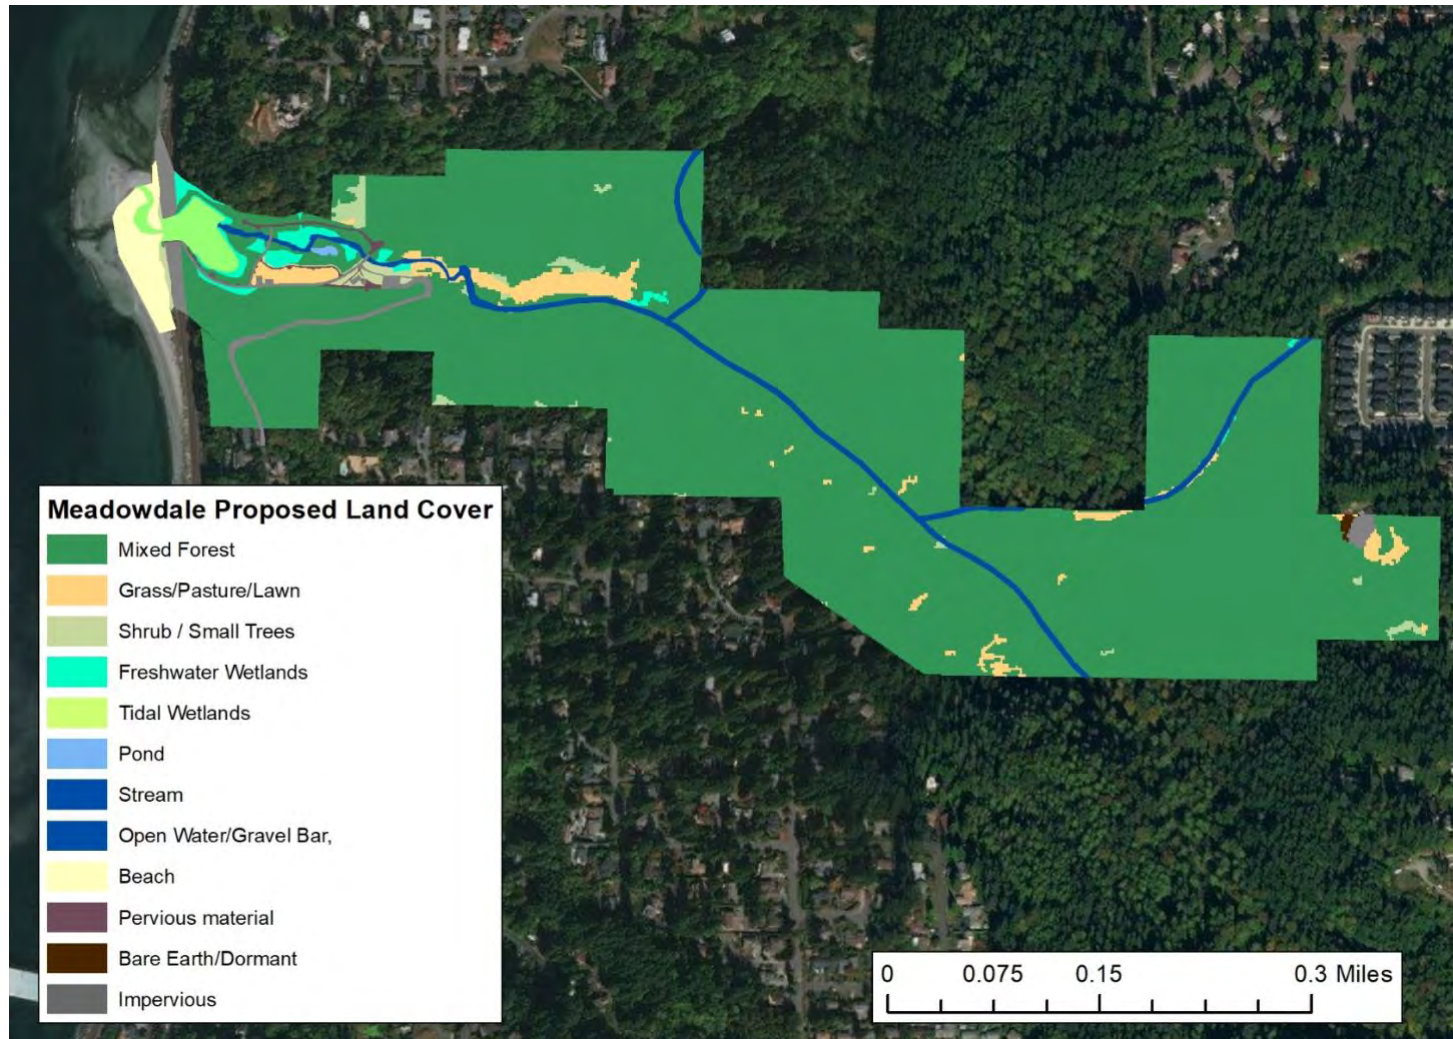 Meadowdale Proposed Land Cover
Mixed Forest
Grass/Pasture/Lawn
Shrub / Small Trees
Freshwater Wetlands
Tidal Wetlands
Pond
Stream
Open Water/Gravel Bar,
Beach
Pervious material
Bare Earth/Dormant
Impervious
0 0.075 0.15 0.3 Miles